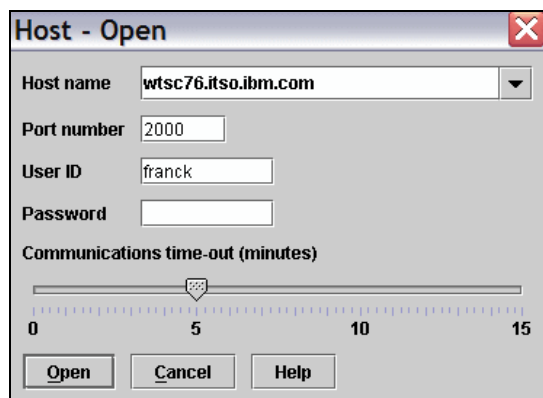 Host - Open
Host name wtsc76.itso.ibm.com
Port number 2000
User ID franck
Password
Communications time-out (minutes)
0 5 10 15
Open Cancel Help